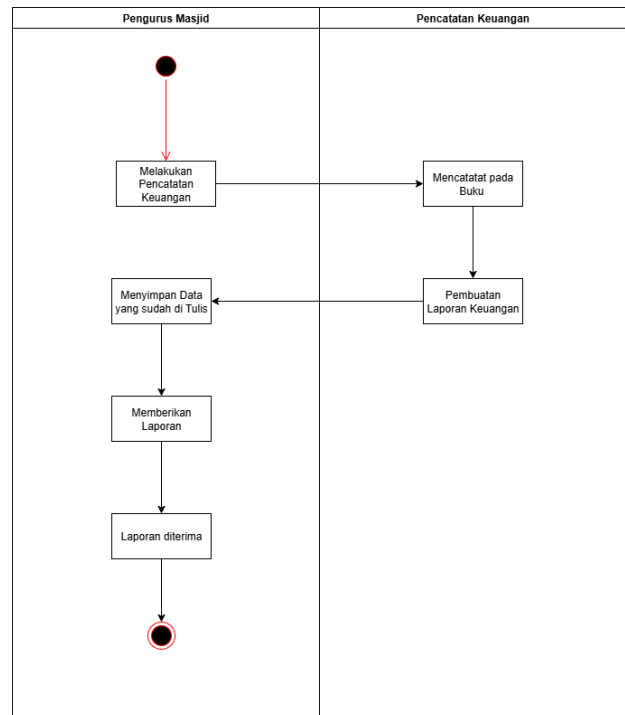 Pengurus Masjid
Pencatatan Keuangan
Melakukan
Pencatatan
Keuangan
Mencatatat pada
Buku
Menyimpan Data
yang sudah di Tulis
Pembuatan
Laporan Keuangan
Memberikan
Laporan
Laporan diterima